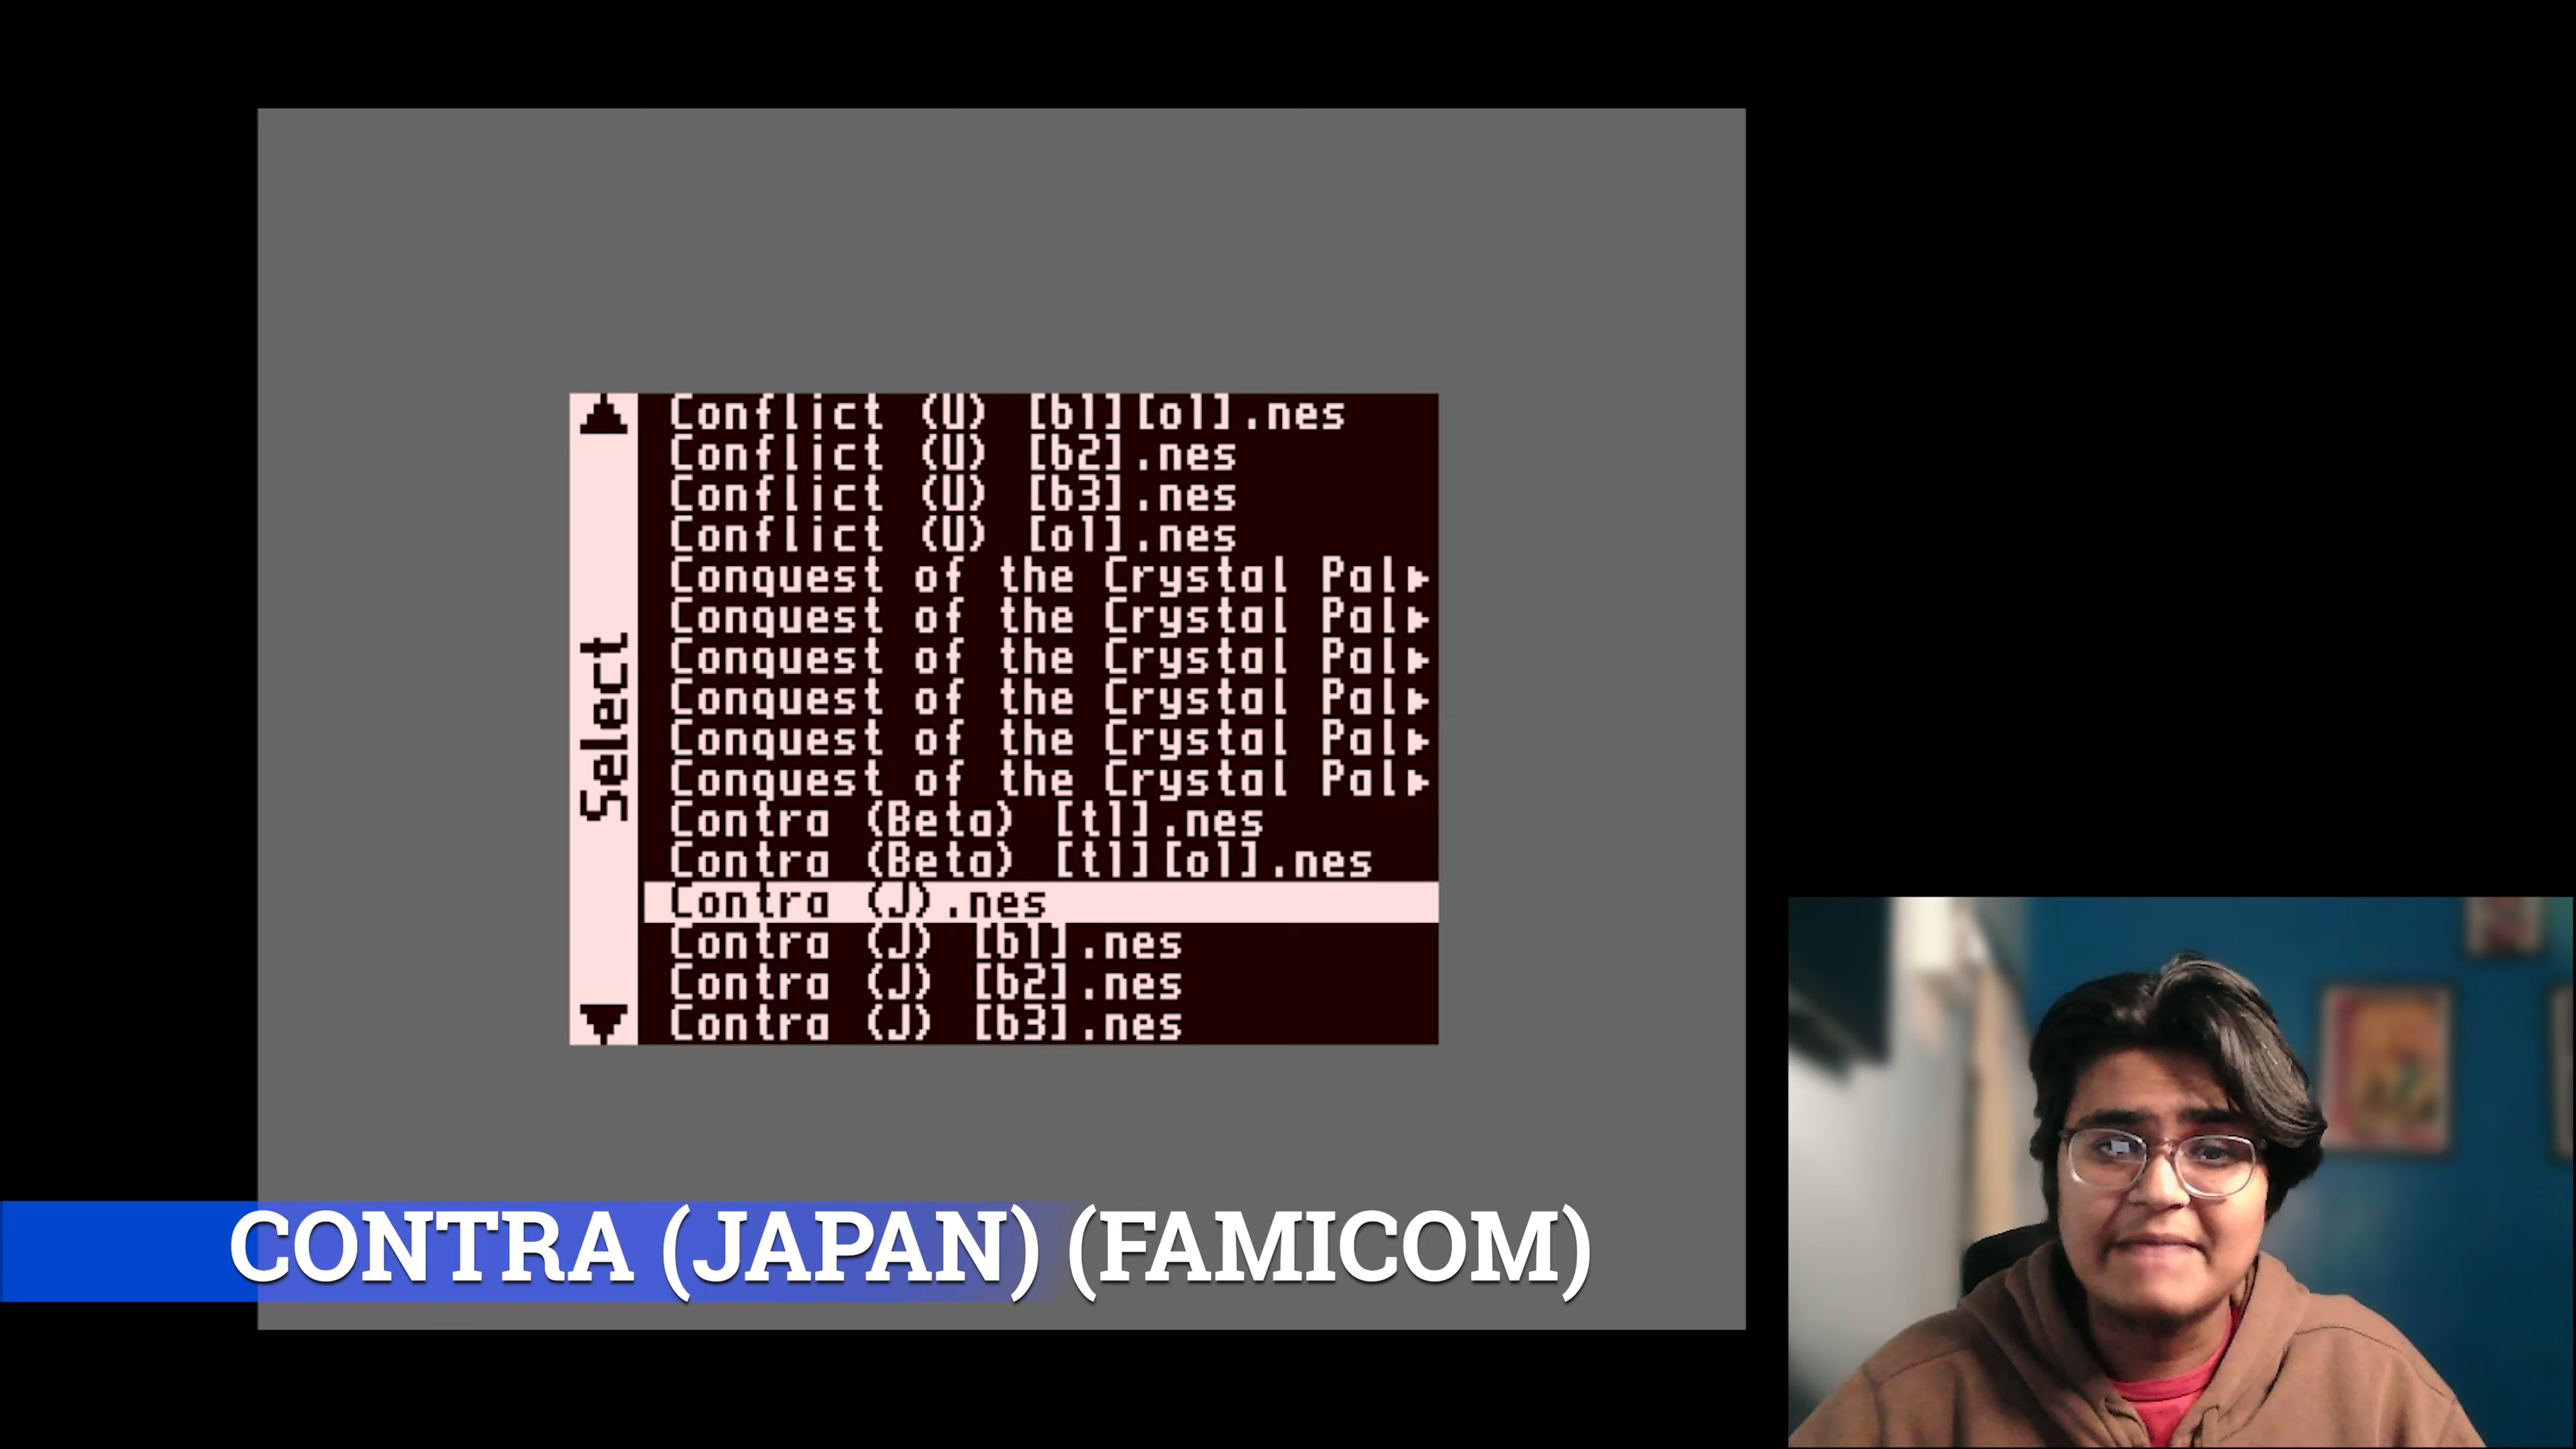 Select
Conflict (U) [b1][o1].nes
Conflict (U) [b2].nes
Conflict (U) [b3].nes
Conflict (U) [o1].nes
Conquest of the Crystal Pal
Conquest of the Crystal Pal
Conquest of the Crystal Pal
Conquest of the Crystal Pal
Conquest of the Crystal Pal
Conquest of the Crystal Pal
Contra (Beta) [t1].nes
Contra (Beta) [t1][o1].nes
Contra (J).nes
Contra (J) [b1].nes
Contra (J) [b2].nes
Contra (J) [b3].nes
CONTRA (JAPAN) (FAMICOM)